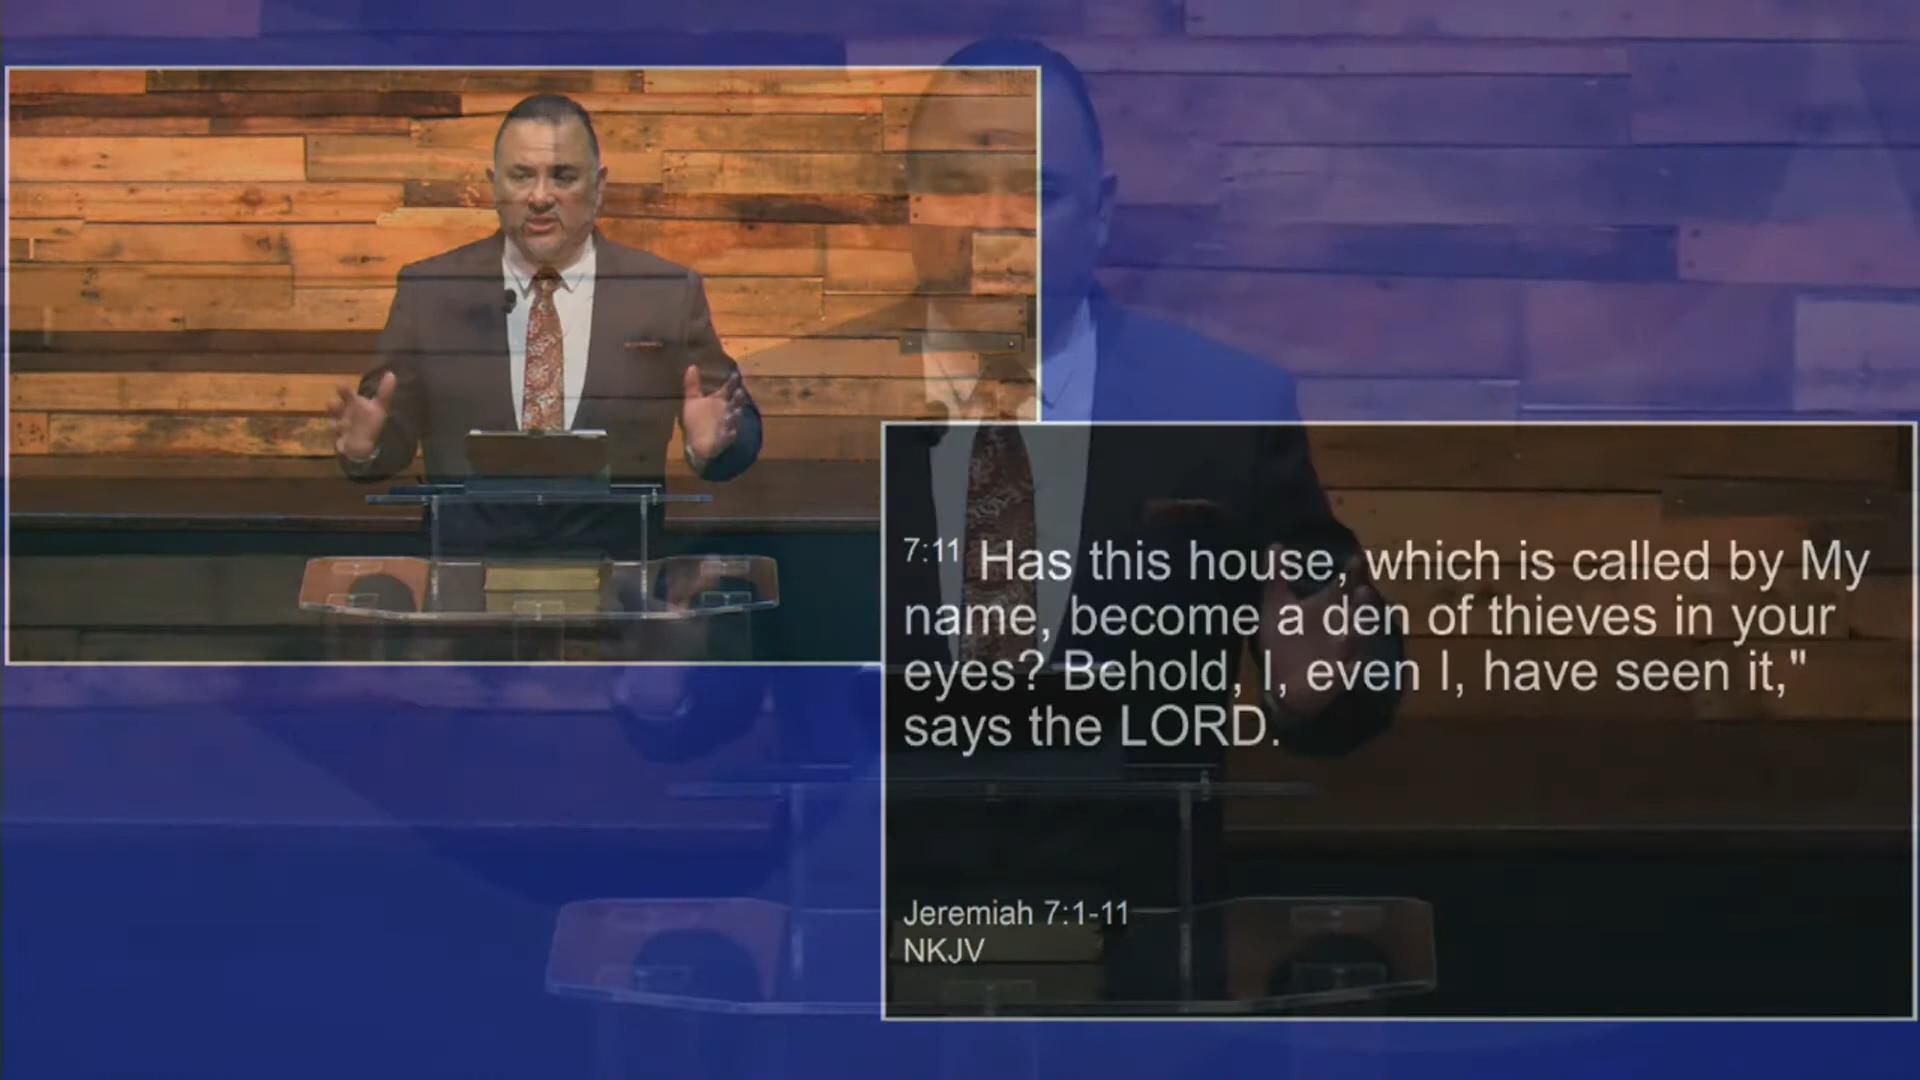 7:11 Has this house, which is called by My
name, become a den of thieves in your
eyes? Behold, I, even I, have seen it,"
says the LORD.
Jeremiah 7:1-11
NKJV